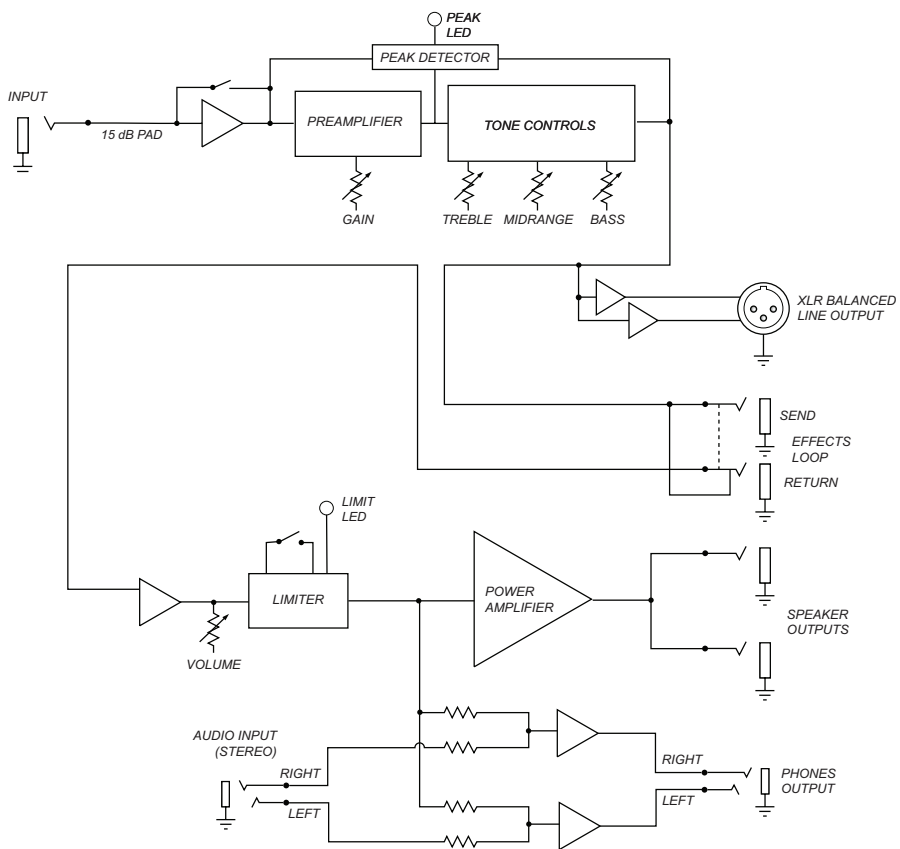 PEAK
LED
PEAK DETECTOR
INPUT
15 dB PAD
PREAMPLIFIER
TONE CONTROLS
GAIN
TREBLE
MIDRANGE
BASS
XLR BALANCED
LINE OUTPUT
SEND
EFFECTS
LOOP
RETURN
LIMIT
LED
LIMITER
POWER
AMPLIFIER
SPEAKER
OUTPUTS
VOLUME
AUDIO INPUT
(STEREO)
RIGHT
LEFT
RIGHT
LEFT
PHONES
OUTPUT